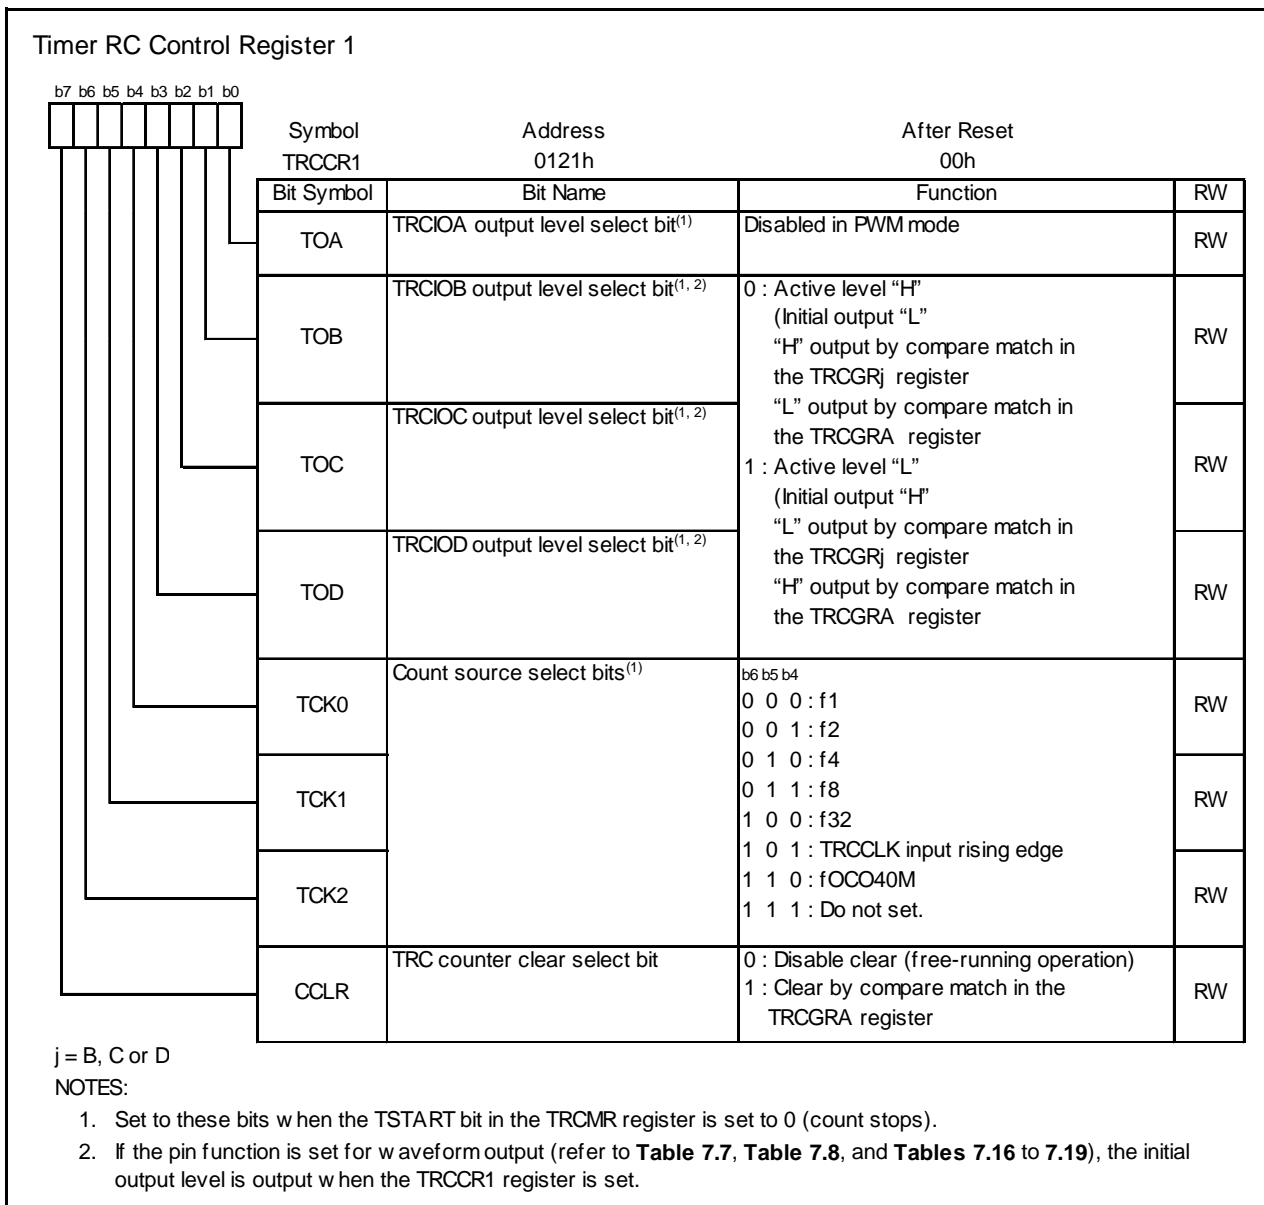 Timer RC Control Register 1
b7 b6 b5 b4 b3 b2 b1 b0
Symbol Address After Reset
TRCCR1 0121h 00h
Bit Symbol Bit Name Function RW
TOA TRCIOA output level select bit(1) Disabled in PWM mode RW
TOB TRCIOB output level select bit(1, 2) RW
0 : Active level “H”
(Initial output “L”
“H” output by compare match in
the TRCGRj register
“L” output by compare match in
the TRCGRA register
TOC TRCIOC output level select bit(1, 2) RW
1 : Active level “L”
(Initial output “H”
“L” output by compare match in
the TRCGRj register
“H” output by compare match in
the TRCGRA register
TOD TRCIOD output level select bit(1, 2) RW
TCK0 Count source select bits(1) RW
b6 b5 b4
0 0 0 : f1
0 0 1 : f2
0 1 0 : f4
TCK1 RW
0 1 1 : f8
1 0 0 : f32
1 0 1 : TRCCLK input rising edge
TCK2 RW
1 1 0 : fOCO40M
1 1 1 : Do not set.
CCLR TRC counter clear select bit RW
0 : Disable clear (free-running operation)
1 : Clear by compare match in the
TRCGRA register
j = B, C or D
NOTES:
1. Set to these bits when the TSTART bit in the TRCMR register is set to 0 (count stops).
2. If the pin function is set for waveform output (refer to Table 7.7, Table 7.8, and Tables 7.16 to 7.19), the initial
output level is output when the TRCCR1 register is set.